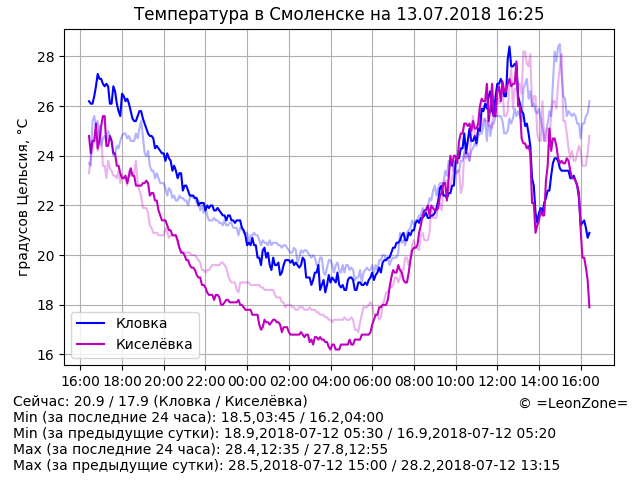 Температура в Смоленске на 13.07.2018 16:25
градусов Цельсия, °C
28
26
24
22
20
18
16
Кловка
Киселёвка
16:00 18:00 20:00 22:00 00:00 02:00 04:00 06:00 08:00 10:00 12:00 14:00 16:00
Сейчас: 20.9 / 17.9 (Кловка / Киселёвка)
© =LeonZone=
Min (за последние 24 часа): 18.5,03:45 / 16.2,04:00
Min (за предыдущие сутки): 18.9,2018-07-12 05:30 / 16.9,2018-07-12 05:20
Max (за последние 24 часа): 28.4,12:35 / 27.8,12:55
Max (за предыдущие сутки): 28.5,2018-07-12 15:00 / 28.2,2018-07-12 13:15